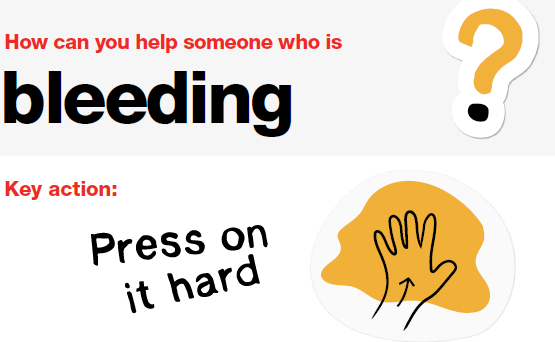 How can you help someone who is
bleeding
?
Key action:
Press on
it hard